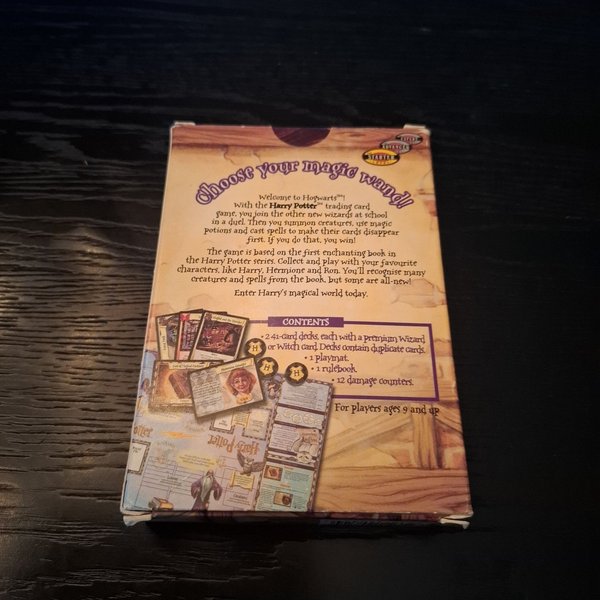 EXPERT
ADVANCED
STARTER
Choose your magic wand!
Welcome to Hogwarts™!
With the Harry Potter™ trading card
game, you join the other new wizards at school
in a duel. Then you summon creatures, use magic
potions and cast spells to make their cards disappear
first. If you do that, you win!
The game is based on the first enchanting book in
the Harry Potter series. Collect and play with your favourite
characters, like Harry, Hermione and Ron. You'll recognise many
creatures and spells from the book, but some are all-new!
Enter Harry's magical world today.
CONTENTS
• 2 41-card decks, each with a premium Wizard
or Witch card. Decks contain duplicate cards.
• 1 playmat.
• 1 rulebook.
• 12 damage counters.
For players ages 9 and up
Harry Potter